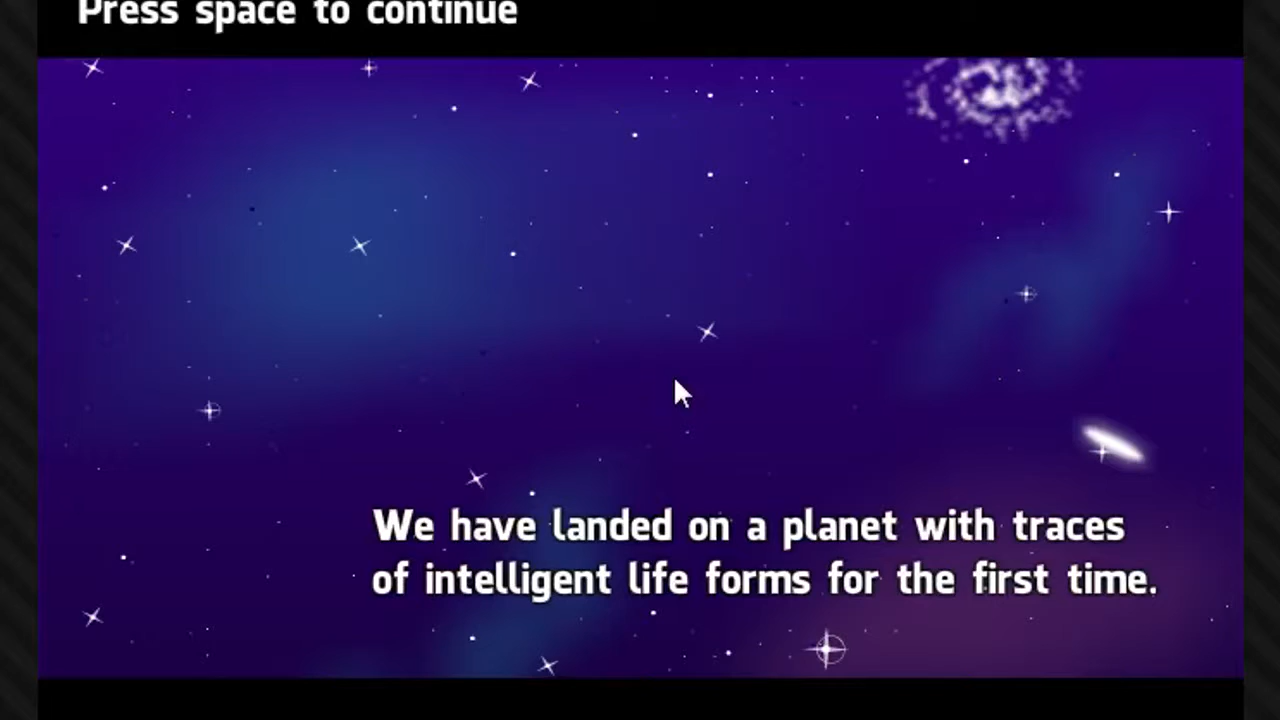 Press space to continue
We have landed on a planet with traces
of intelligent life forms for the first time.